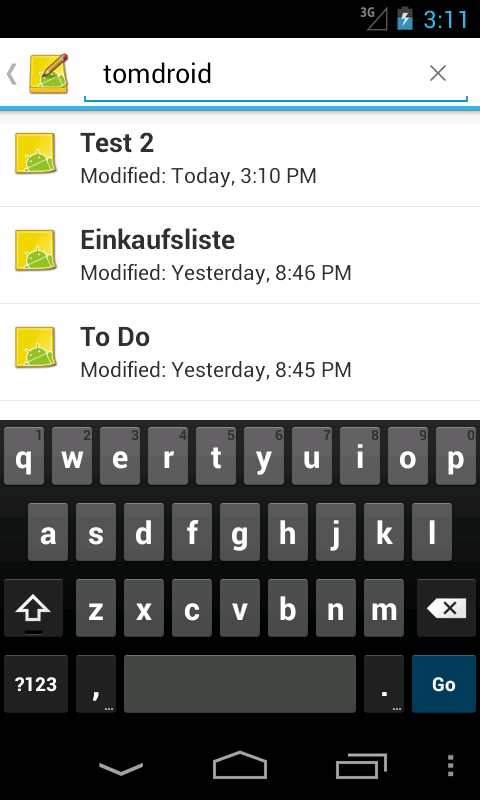 3G 3:11
tomdroid
Test 2
Modified: Today, 3:10 PM
Einkaufsliste
Modified: Yesterday, 8:46 PM
To Do
Modified: Yesterday, 8:45 PM
1 2 3 4 5 6 7 8 9 0
q w e r t y u i o p
a s d f g h j k l
z x c v b n m
?123 , ... . ... Go